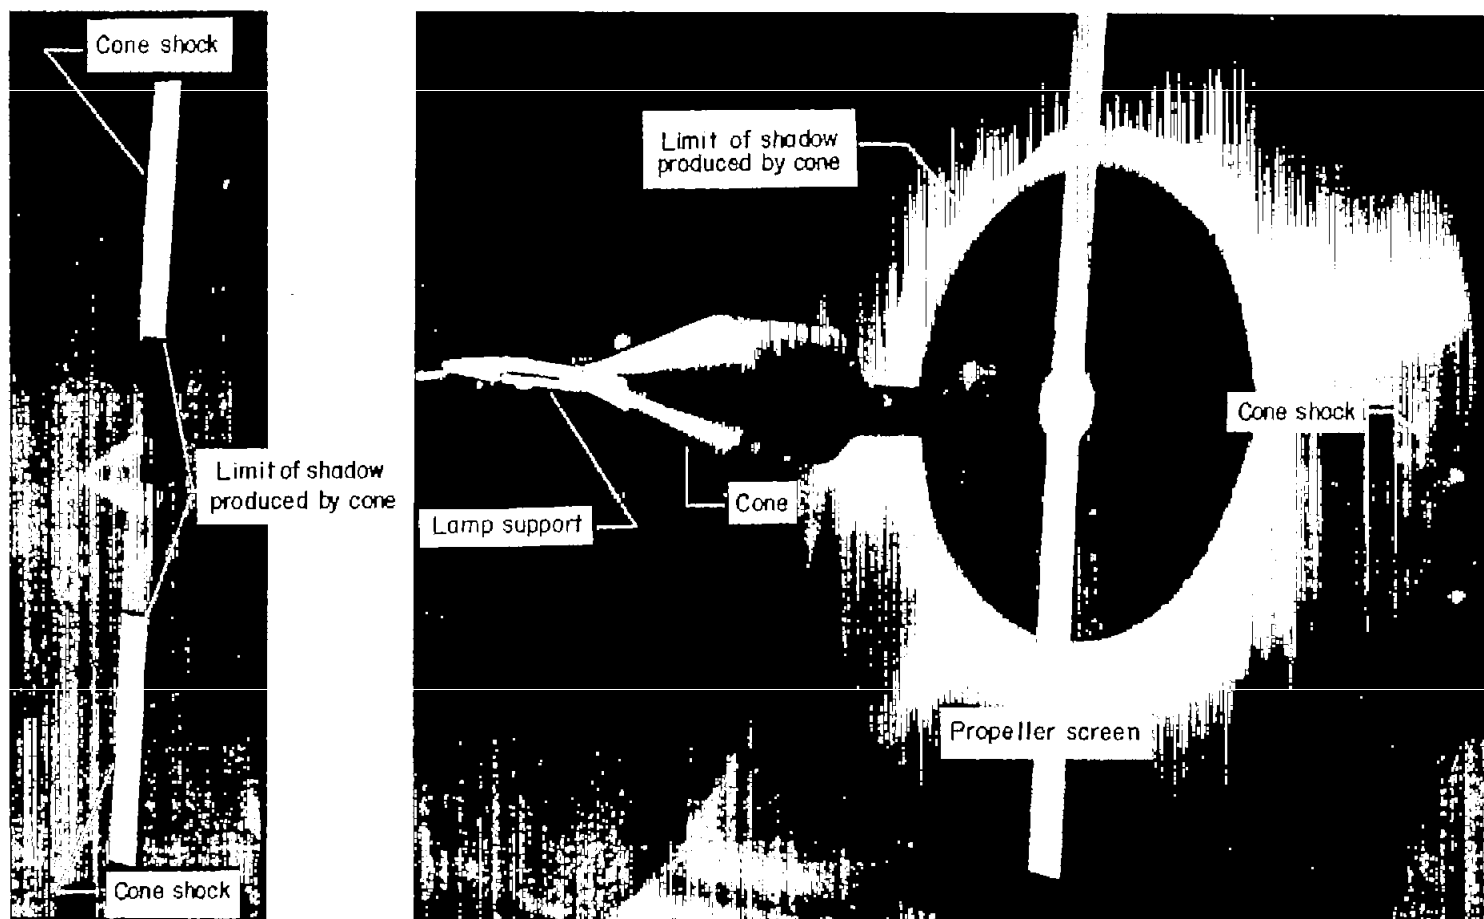 Cone shock
Limit of shadow
produced by cone
Cone shock
Limit of shadow
produced by cone
Cone shock
Cone
Lamp support
Propeller screen